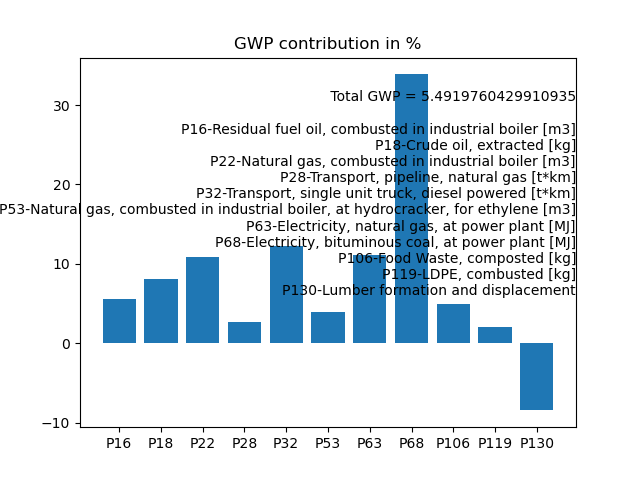 GWP contribution in %
30
20
10
0
−10
Total GWP = 5.4919760429910935
P16-Residual fuel oil, combusted in industrial boiler [m3]
P18-Crude oil, extracted [kg]
P22-Natural gas, combusted in industrial boiler [m3]
P28-Transport, pipeline, natural gas [t*km]
P32-Transport, single unit truck, diesel powered [t*km]
P53-Natural gas, combusted in industrial boiler, at hydrocracker, for ethylene [m3]
P63-Electricity, natural gas, at power plant [MJ]
P68-Electricity, bituminous coal, at power plant [MJ]
P106-Food Waste, composted [kg]
P119-LDPE, combusted [kg]
P130-Lumber formation and displacement
P16 P18 P22 P28 P32 P53 P63 P68 P106 P119 P130